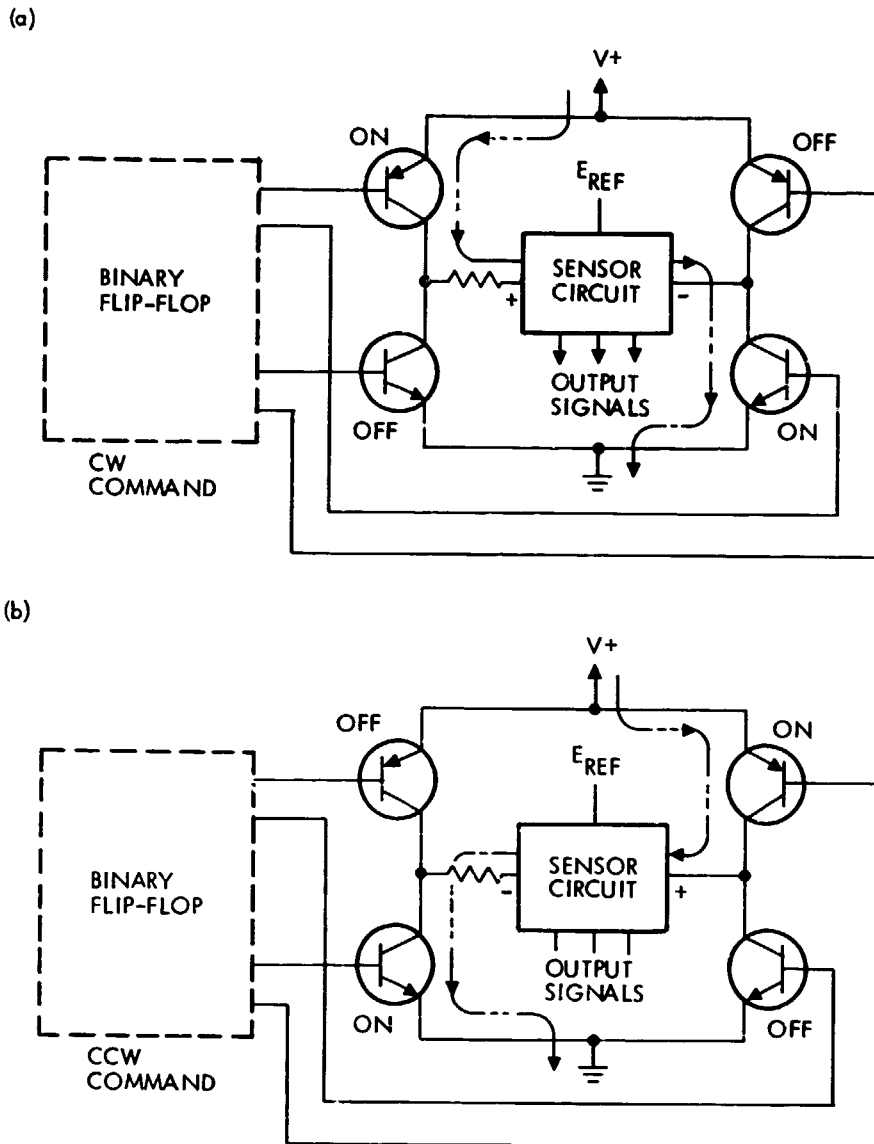 (a)
V+
ON
OFF
E REF
BINARY
FLIP-FLOP
SENSOR
CIRCUIT
+
-
OUTPUT
SIGNALS
OFF
ON
CW
COMMAND
(b)
V+
OFF
ON
E REF
BINARY
FLIP-FLOP
SENSOR
CIRCUIT
-
+
OUTPUT
SIGNALS
ON
OFF
CCW
COMMAND